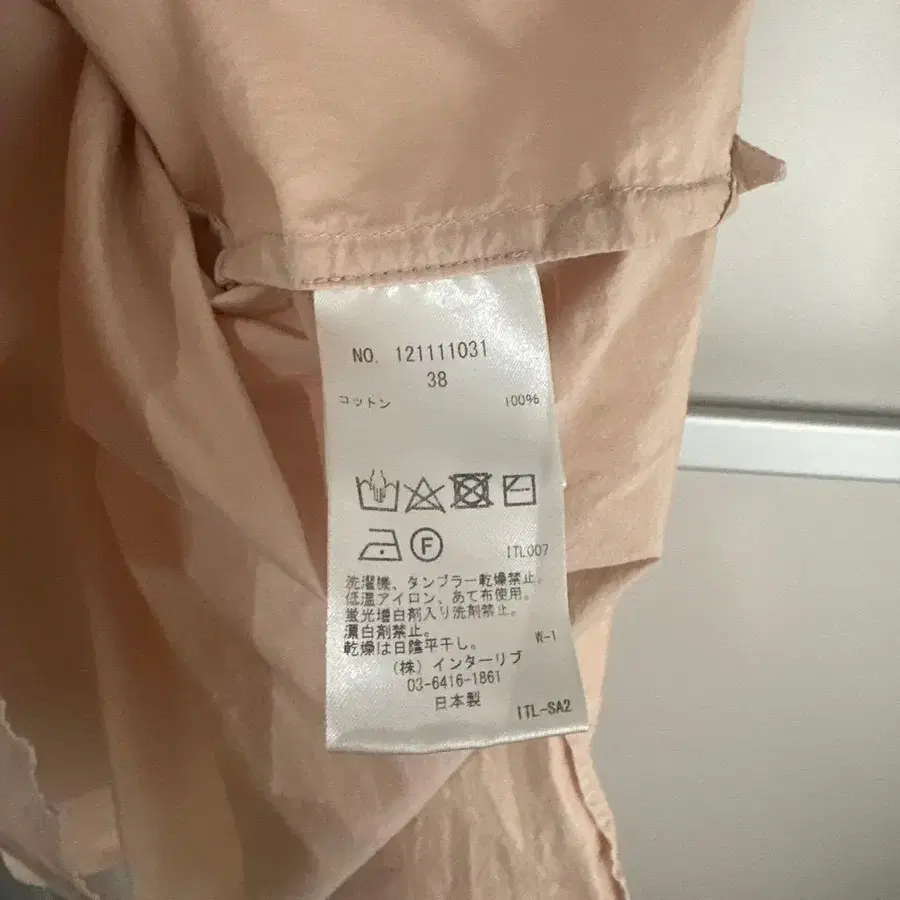 NO. 121111031
38
コットン 100%
F
ITL007
洗濯機、タンブラー乾燥禁止。
低温アイロン、あて布使用。
蛍光増白剤入り洗剤禁止。
漂白剤禁止。
乾燥は日陰平干し。 W-1
(株) インターリブ
03-6416-1861
日本製
ITL-SA2